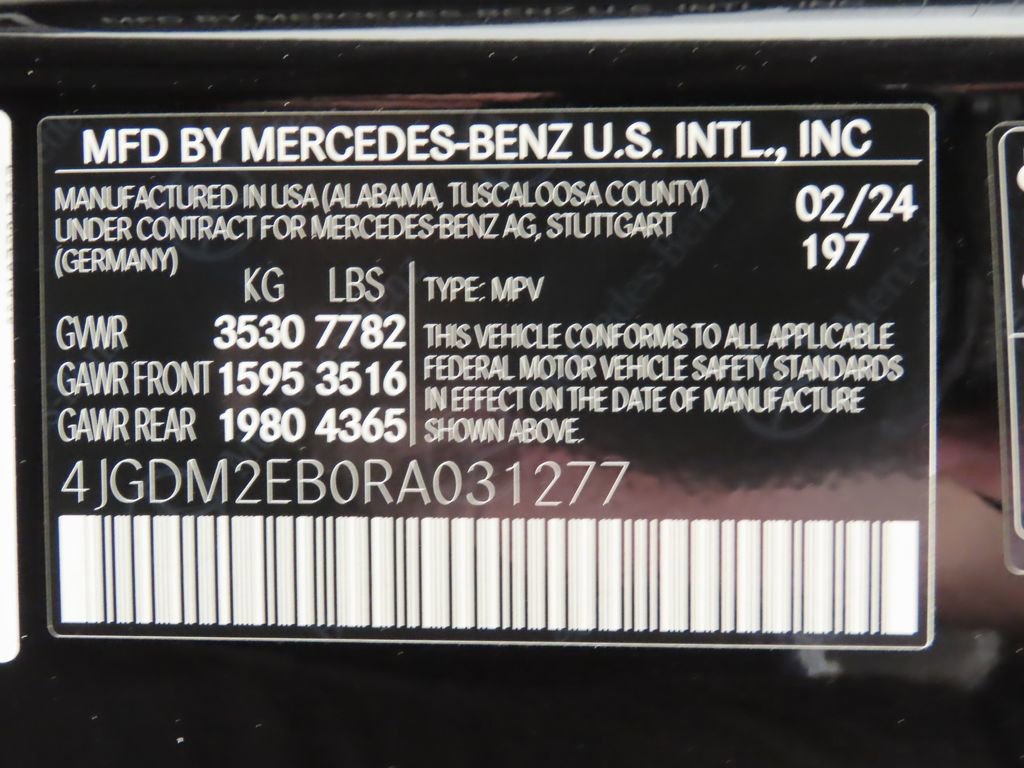 MFD BY MERCEDES-BENZ U.S. INTL., INC
MANUFACTURED IN USA (ALABAMA, TUSCALOOSA COUNTY)
UNDER CONTRACT FOR MERCEDES-BENZ AG, STUTTGART
(GERMANY)
02/24
197
KG LBS
GVWR 3530 7782
GAWR FRONT 1595 3516
GAWR REAR 1980 4365
TYPE: MPV
THIS VEHICLE CONFORMS TO ALL APPLICABLE
FEDERAL MOTOR VEHICLE SAFETY STANDARDS
IN EFFECT ON THE DATE OF MANUFACTURE
SHOWN ABOVE.
4JGDM2EB0RA031277